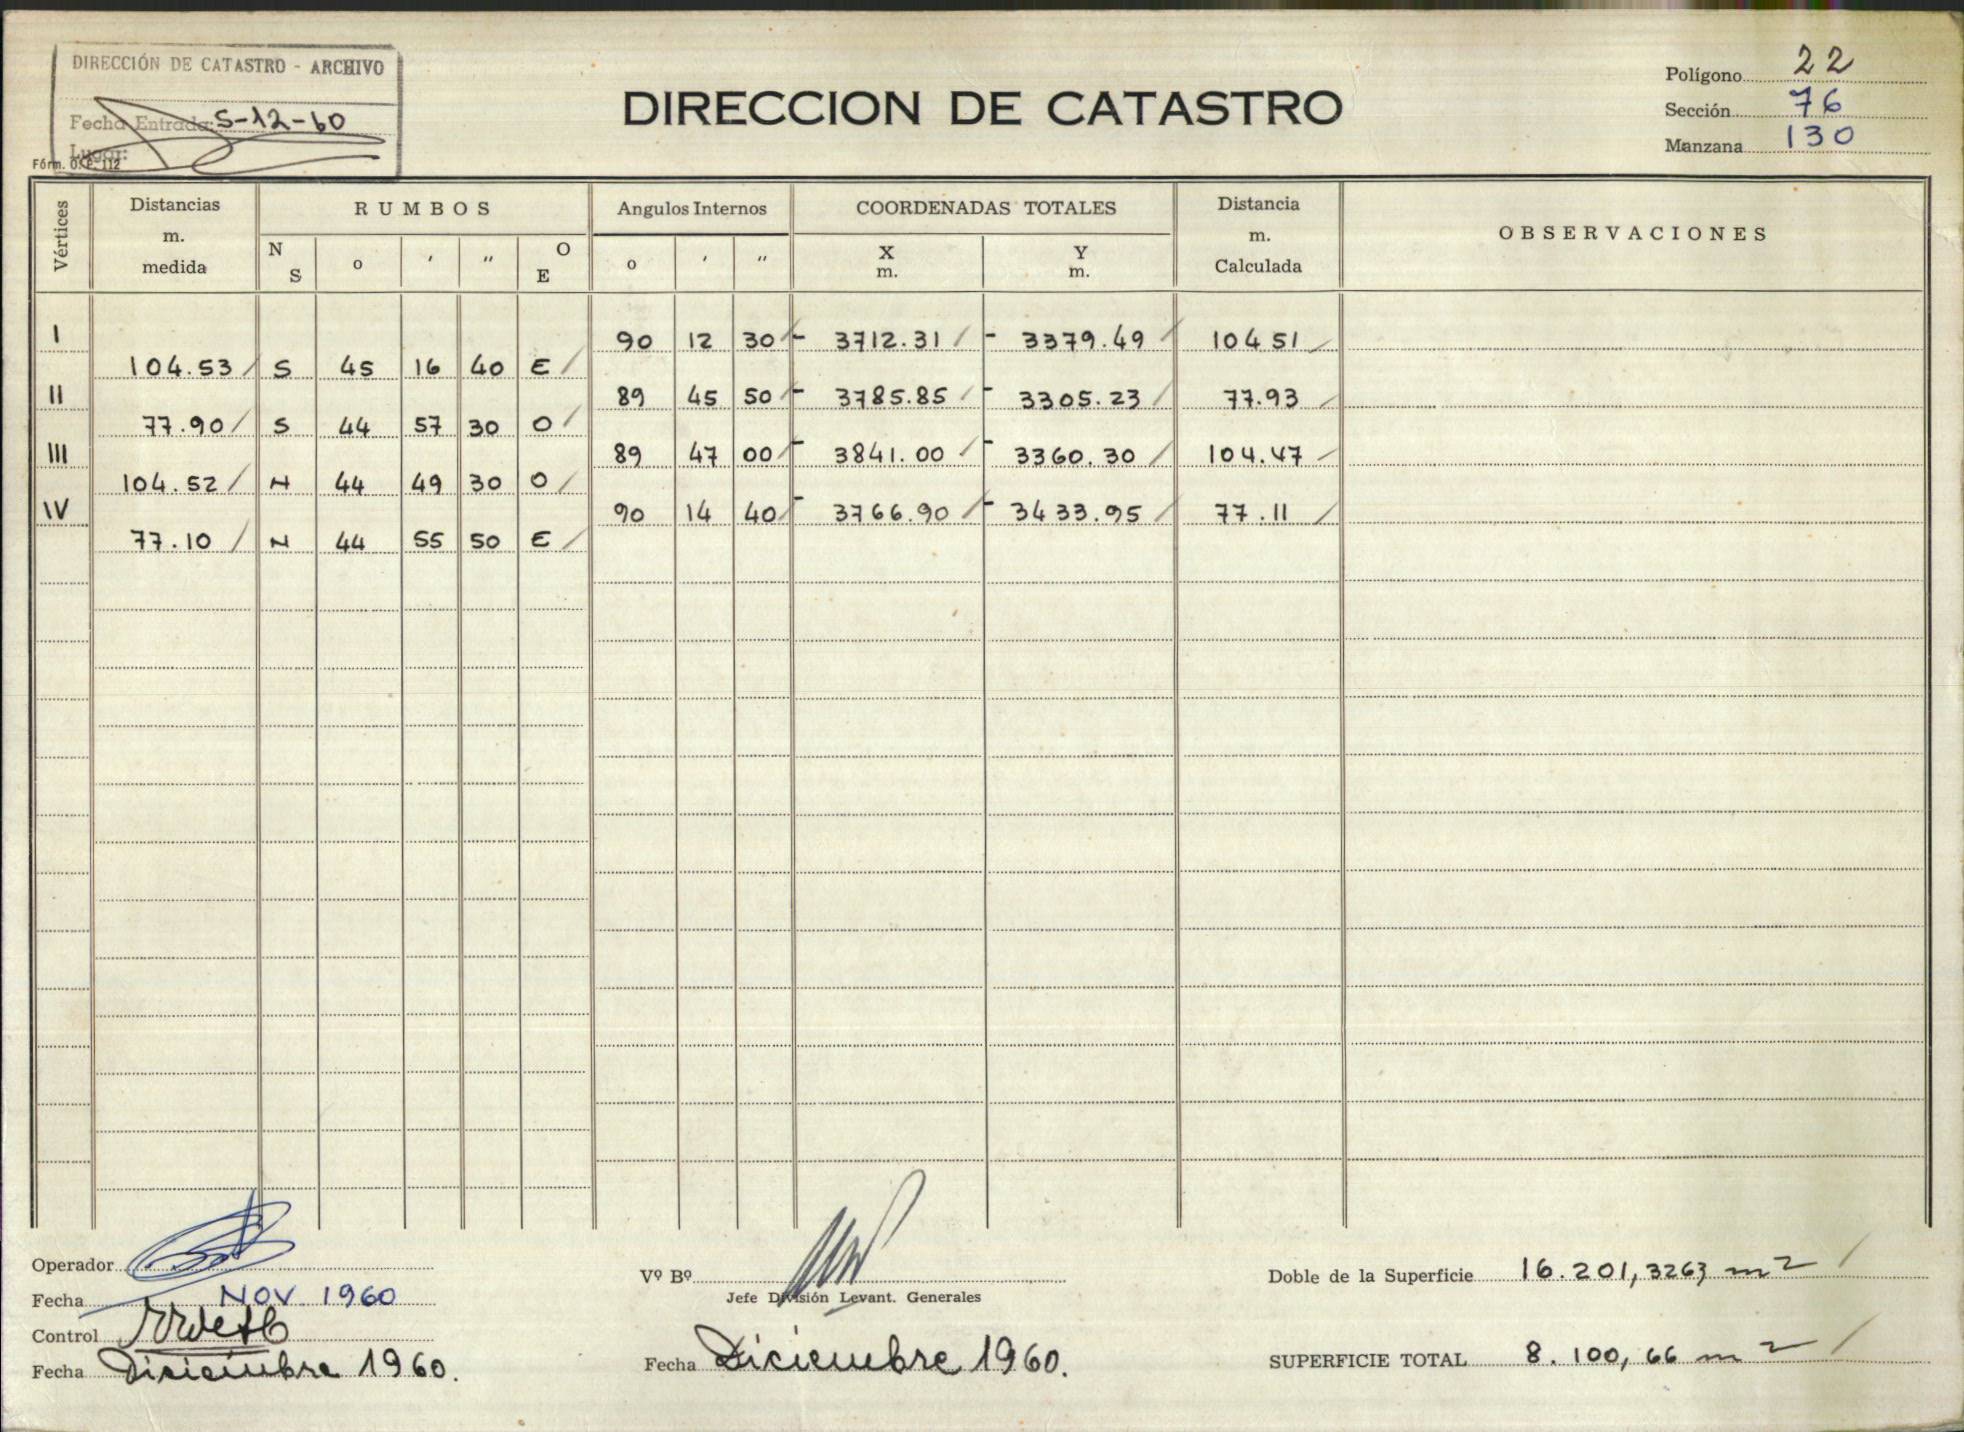 DIRECCIÓN DE CATASTRO - ARCHIVO
Fecha Entrada: 5-12-60
Lugar:
Fórm. O. P. 112
DIRECCION DE CATASTRO
Polígono 22
Sección 76
Manzana 130
Vértices Distancias m. medida RUMBOS Angulos Internos COORDENADAS TOTALES Distancia m. Calculada OBSERVACIONES
N S o ' " O E o ' " X m. Y m.
I 90 12 30 - 3712.31 - 3379.49 104 51
104.53 S 45 16 40 E
II 89 45 50 - 3785.85 - 3305.23 77.93
77.90 S 44 57 30 O
III 89 47 00 - 3841.00 - 3360.30 104.47
104.52 N 44 49 30 O
IV 90 14 40 - 3766.90 - 3433.95 77.11
77.10 N 44 55 50 E
Operador
Fecha NOV. 1960
Control
Fecha Diciembre 1960.
Vº Bº
Jefe División Levant. Generales
Fecha Diciembre 1960.
Doble de la Superficie 16.201,3263 m2
SUPERFICIE TOTAL 8.100,66 m2